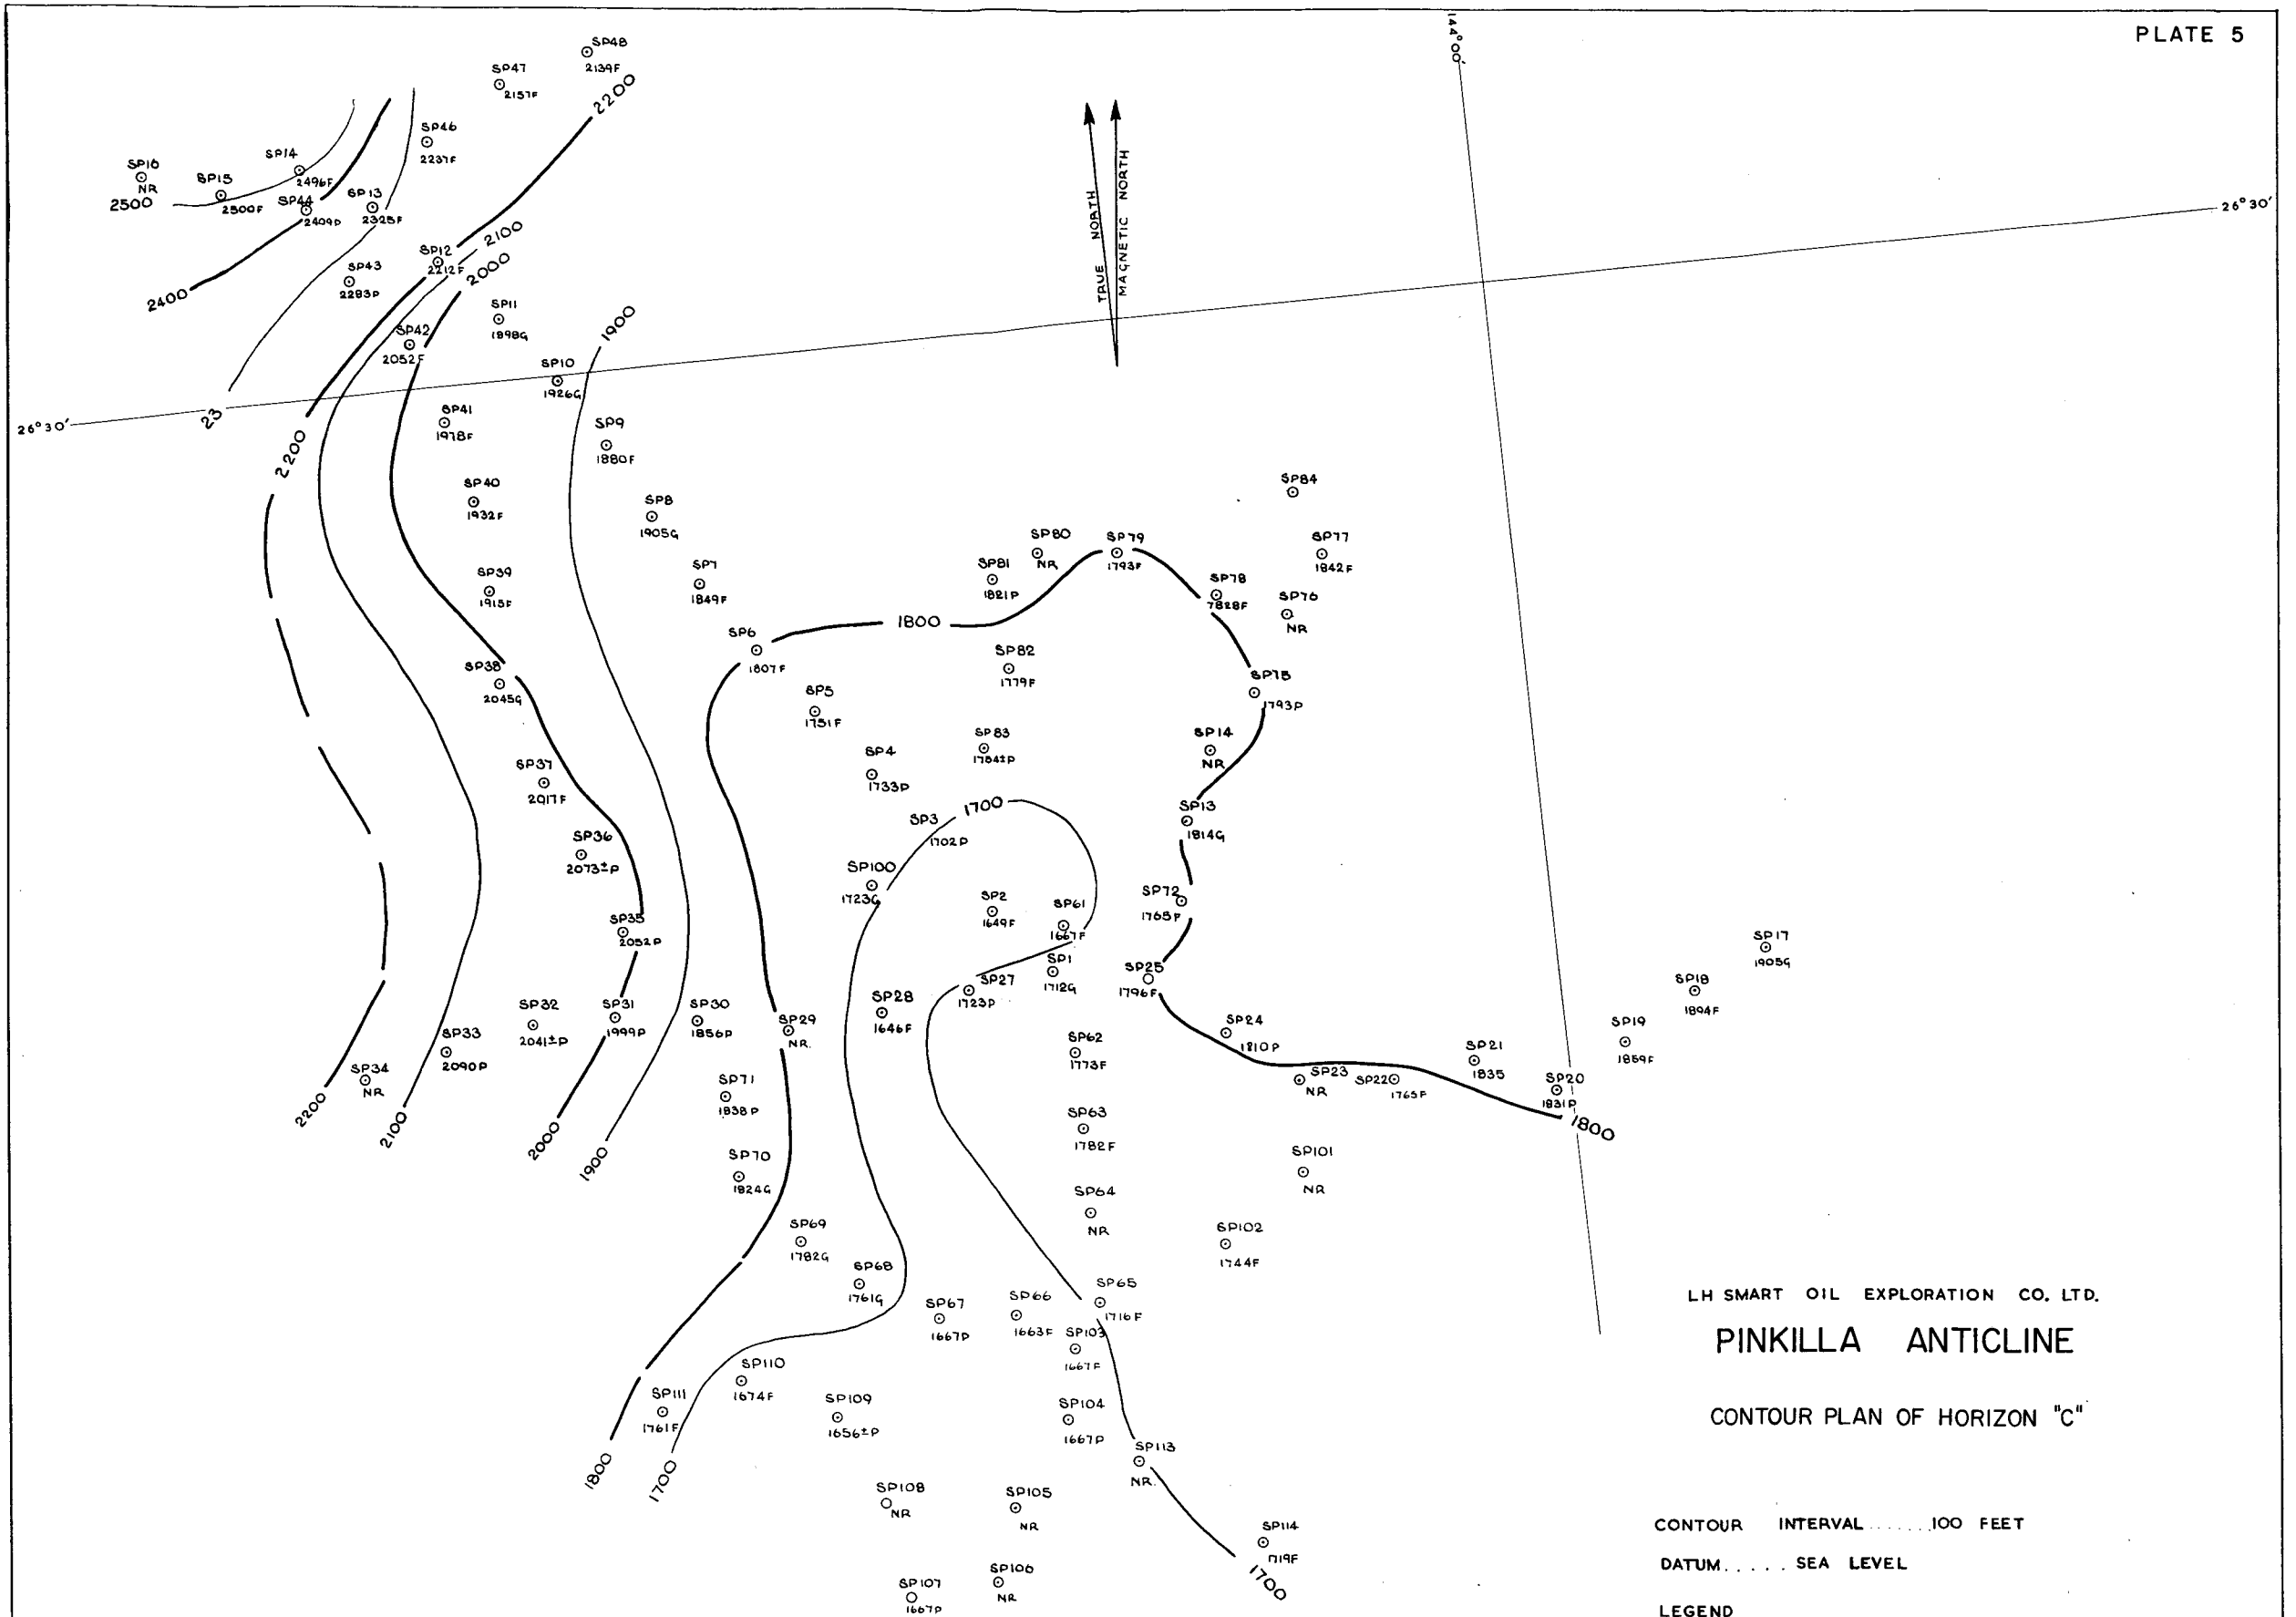 PLATE 5
144°00'
SP48
2139F
SP47
2157F
2200
SP46
2237F
SP16
NR
2500
SP15
2500F
SP14
2496F
SP44
2409P
SP13
2325F
26°30'
TRUE NORTH
MAGNETIC NORTH
SP12
2212F
2100
2000
SP43
2283P
2400
SP11
1898G
SP42
2052F
1900
SP10
1926G
23
26°30'
2200
SP41
1978F
SP9
1880F
SP40
1932F
SP8
1905G
SP84
SP80
NR
SP79
1793F
SP77
1842F
SP81
1821P
SP78
7828F
SP76
NR
SP39
1915F
SP7
1849F
1800
SP6
1807F
SP82
1779F
SP38
2045G
SP5
1751F
SP75
1793P
SP83
1784±P
SP14
NR
SP4
1733P
SP37
2017F
SP3
1702P
1700
SP13
1814G
SP36
2073±P
SP100
1723G
SP2
1649F
SP61
1667F
SP72
1765P
SP35
2052P
SP17
1905G
SP1
1712G
SP27
1723P
SP25
1796F
SP18
1894F
SP28
1646F
SP32
2041±P
SP31
1999P
SP30
1856P
SP29
NR.
SP33
2090P
SP24
1810P
SP19
1859F
SP62
1773F
SP21
1835
SP34
NR
SP23
NR
SP22
1765F
SP20
1831P
1800
SP71
1838P
2200
2100
2000
1900
SP63
1782F
SP70
1824G
SP101
NR
SP64
NR
SP69
1782G
SP102
1744F
SP68
1761G
SP65
1716F
SP67
1667P
SP66
1663F
SP103
1667F
LH SMART OIL EXPLORATION CO. LTD.
PINKILLA ANTICLINE
CONTOUR PLAN OF HORIZON "C"
SP110
1674F
SP111
1761F
SP109
1656±P
SP104
1667P
SP113
NR.
1800
1700
SP108
NR
SP105
NR
SP114
1719F
1700
SP107
1667P
SP106
NR
CONTOUR INTERVAL ...... 100 FEET
DATUM..... SEA LEVEL
LEGEND